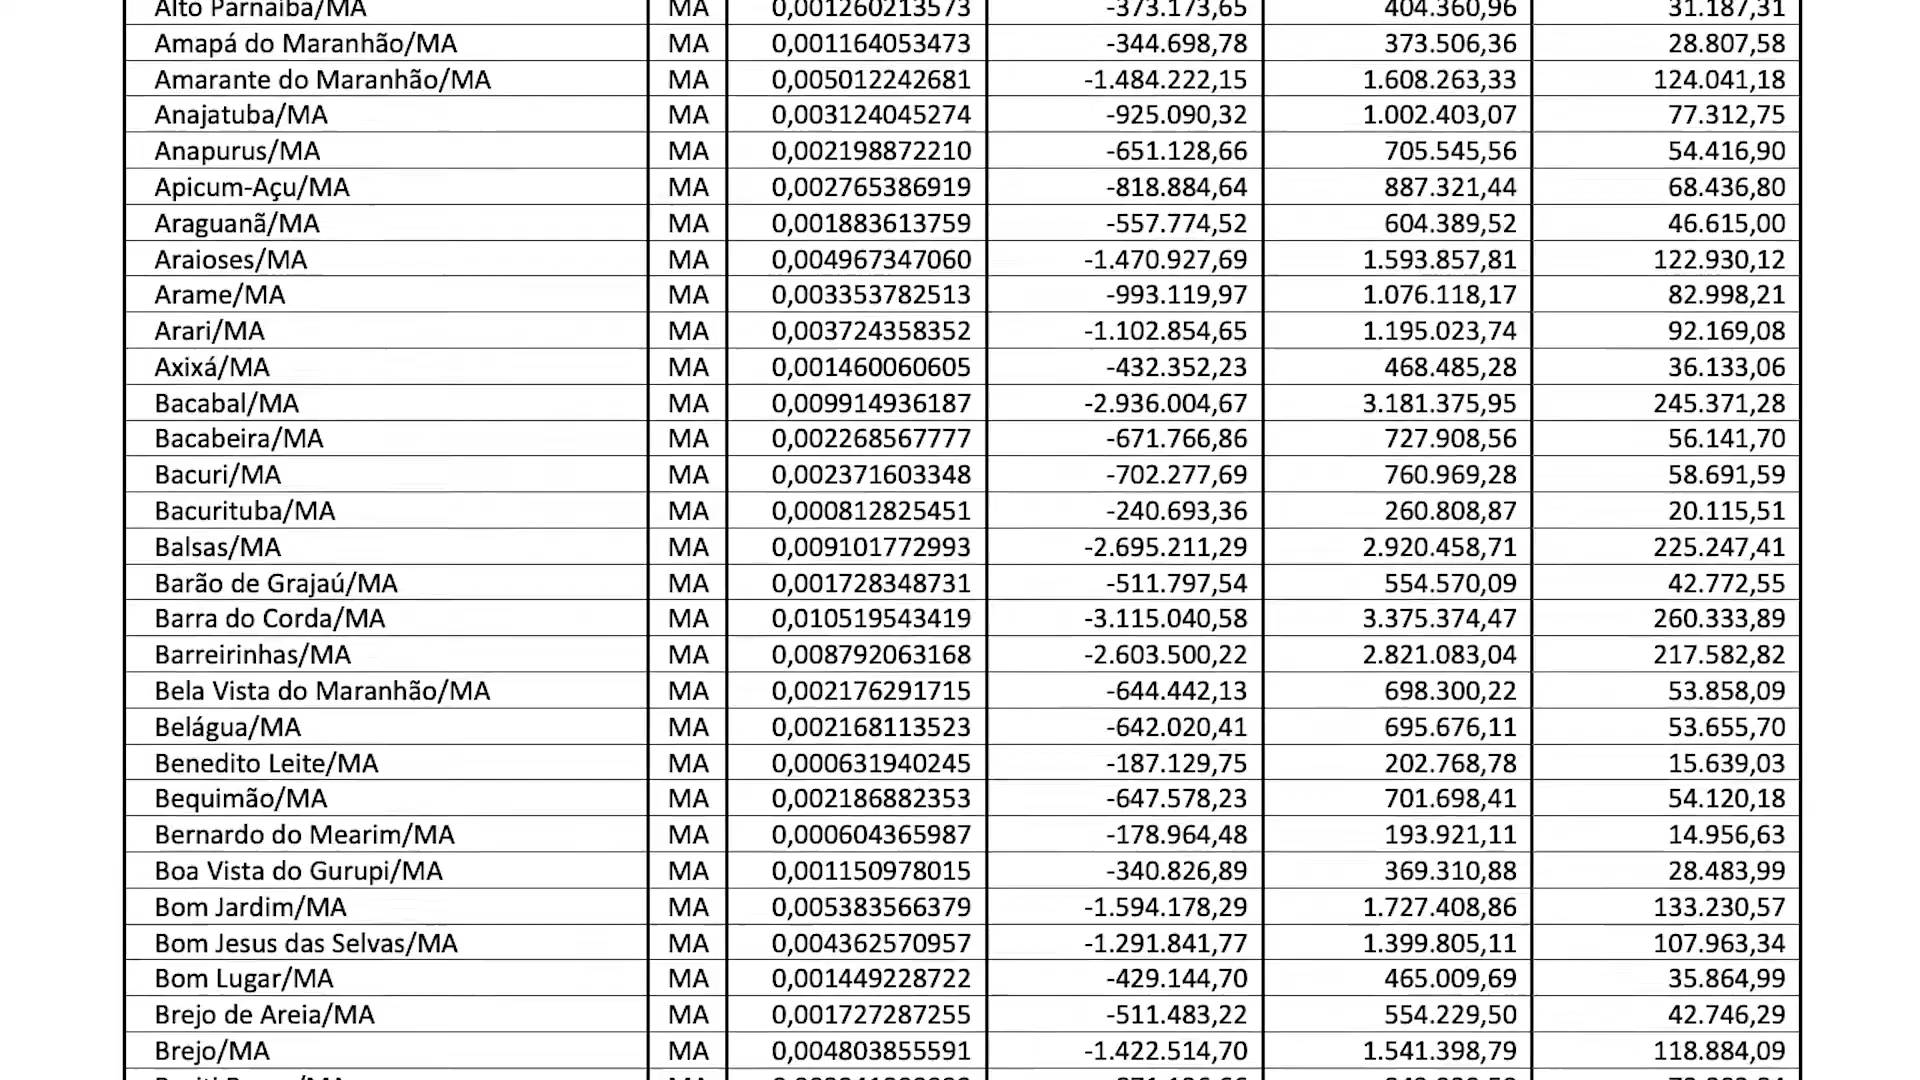 Alto Parnaíba/MA MA 0,001260213573 -373.173,65 404.360,96 31.187,31
Amapá do Maranhão/MA MA 0,001164053473 -344.698,78 373.506,36 28.807,58
Amarante do Maranhão/MA MA 0,005012242681 -1.484.222,15 1.608.263,33 124.041,18
Anajatuba/MA MA 0,003124045274 -925.090,32 1.002.403,07 77.312,75
Anapurus/MA MA 0,002198872210 -651.128,66 705.545,56 54.416,90
Apicum-Açu/MA MA 0,002765386919 -818.884,64 887.321,44 68.436,80
Araguanã/MA MA 0,001883613759 -557.774,52 604.389,52 46.615,00
Araioses/MA MA 0,004967347060 -1.470.927,69 1.593.857,81 122.930,12
Arame/MA MA 0,003353782513 -993.119,97 1.076.118,17 82.998,21
Arari/MA MA 0,003724358352 -1.102.854,65 1.195.023,74 92.169,08
Axixá/MA MA 0,001460060605 -432.352,23 468.485,28 36.133,06
Bacabal/MA MA 0,009914936187 -2.936.004,67 3.181.375,95 245.371,28
Bacabeira/MA MA 0,002268567777 -671.766,86 727.908,56 56.141,70
Bacuri/MA MA 0,002371603348 -702.277,69 760.969,28 58.691,59
Bacurituba/MA MA 0,000812825451 -240.693,36 260.808,87 20.115,51
Balsas/MA MA 0,009101772993 -2.695.211,29 2.920.458,71 225.247,41
Barão de Grajaú/MA MA 0,001728348731 -511.797,54 554.570,09 42.772,55
Barra do Corda/MA MA 0,010519543419 -3.115.040,58 3.375.374,47 260.333,89
Barreirinhas/MA MA 0,008792063168 -2.603.500,22 2.821.083,04 217.582,82
Bela Vista do Maranhão/MA MA 0,002176291715 -644.442,13 698.300,22 53.858,09
Belágua/MA MA 0,002168113523 -642.020,41 695.676,11 53.655,70
Benedito Leite/MA MA 0,000631940245 -187.129,75 202.768,78 15.639,03
Bequimão/MA MA 0,002186882353 -647.578,23 701.698,41 54.120,18
Bernardo do Mearim/MA MA 0,000604365987 -178.964,48 193.921,11 14.956,63
Boa Vista do Gurupi/MA MA 0,001150978015 -340.826,89 369.310,88 28.483,99
Bom Jardim/MA MA 0,005383566379 -1.594.178,29 1.727.408,86 133.230,57
Bom Jesus das Selvas/MA MA 0,004362570957 -1.291.841,77 1.399.805,11 107.963,34
Bom Lugar/MA MA 0,001449228722 -429.144,70 465.009,69 35.864,99
Brejo de Areia/MA MA 0,001727287255 -511.483,22 554.229,50 42.746,29
Brejo/MA MA 0,004803855591 -1.422.514,70 1.541.398,79 118.884,09